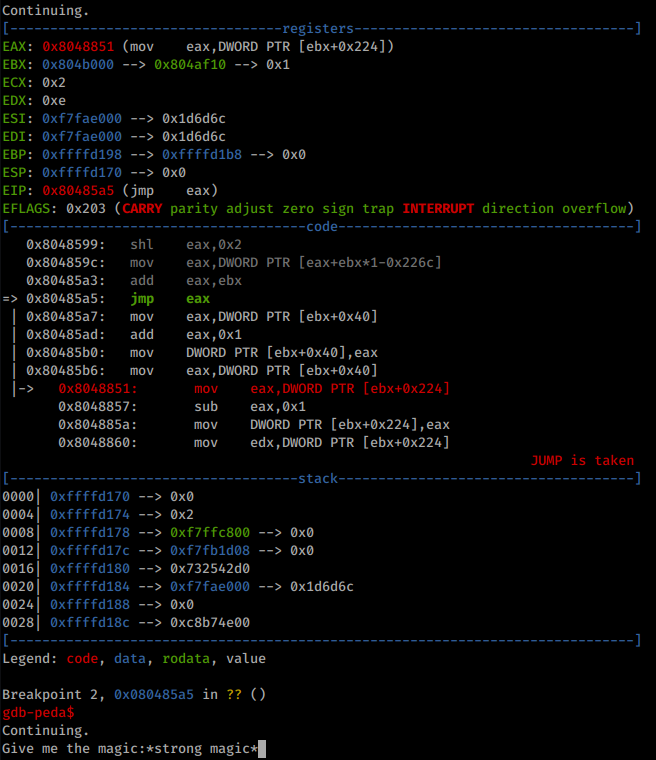 Continuing.
[----------------------------------registers-----------------------------------]
EAX: 0x8048851 (mov    eax,DWORD PTR [ebx+0x224])
EBX: 0x804b000 --> 0x804af10 --> 0x1
ECX: 0x2
EDX: 0xe
ESI: 0xf7fae000 --> 0x1d6d6c
EDI: 0xf7fae000 --> 0x1d6d6c
EBP: 0xffffd198 --> 0xffffd1b8 --> 0x0
ESP: 0xffffd170 --> 0x0
EIP: 0x80485a5 (jmp    eax)
EFLAGS: 0x203 (CARRY parity adjust zero sign trap INTERRUPT direction overflow)
[-------------------------------------code-------------------------------------]
   0x8048599:	shl    eax,0x2
   0x804859c:	mov    eax,DWORD PTR [eax+ebx*1-0x226c]
   0x80485a3:	add    eax,ebx
=> 0x80485a5:	jmp    eax
 | 0x80485a7:	mov    eax,DWORD PTR [ebx+0x40]
 | 0x80485ad:	add    eax,0x1
 | 0x80485b0:	mov    DWORD PTR [ebx+0x40],eax
 | 0x80485b6:	mov    eax,DWORD PTR [ebx+0x40]
 |->   0x8048851:	mov    eax,DWORD PTR [ebx+0x224]
       0x8048857:	sub    eax,0x1
       0x804885a:	mov    DWORD PTR [ebx+0x224],eax
       0x8048860:	mov    edx,DWORD PTR [ebx+0x224]
JUMP is taken
[------------------------------------stack-------------------------------------]
0000| 0xffffd170 --> 0x0
0004| 0xffffd174 --> 0x2
0008| 0xffffd178 --> 0xf7ffc800 --> 0x0
0012| 0xffffd17c --> 0xf7fb1d08 --> 0x0
0016| 0xffffd180 --> 0x732542d0
0020| 0xffffd184 --> 0xf7fae000 --> 0x1d6d6c
0024| 0xffffd188 --> 0x0
0028| 0xffffd18c --> 0xc8b74e00
[------------------------------------------------------------------------------]
Legend: code, data, rodata, value
Breakpoint 2, 0x080485a5 in ?? ()
gdb-peda$
Continuing.
Give me the magic:*strong magic*